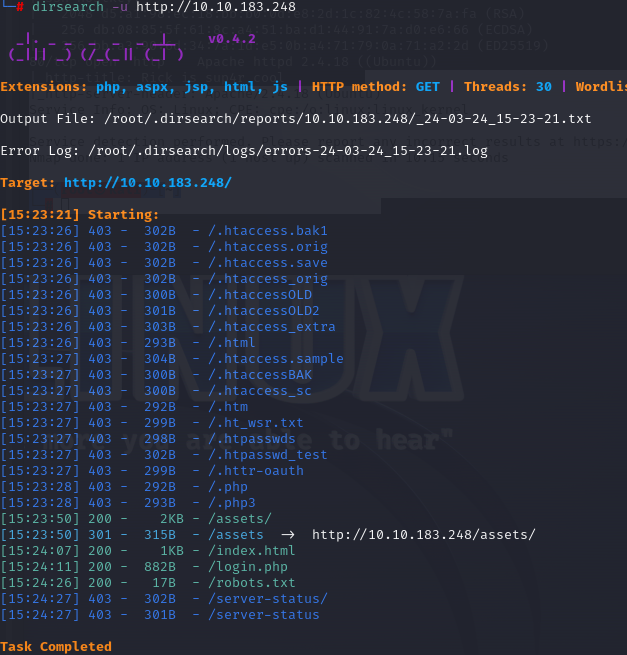 └─# dirsearch -u http://10.10.183.248
v0.4.2
Extensions: php, aspx, jsp, html, js | HTTP method: GET | Threads: 30 | Wordlis
Output File: /root/.dirsearch/reports/10.10.183.248/_24-03-24_15-23-21.txt
Error Log: /root/.dirsearch/logs/errors-24-03-24_15-23-21.log
Target: http://10.10.183.248/
[15:23:21] Starting:
[15:23:26] 403 -  302B  - /.htaccess.bak1
[15:23:26] 403 -  302B  - /.htaccess.orig
[15:23:26] 403 -  302B  - /.htaccess.save
[15:23:26] 403 -  302B  - /.htaccess_orig
[15:23:26] 403 -  300B  - /.htaccessOLD
[15:23:26] 403 -  301B  - /.htaccessOLD2
[15:23:26] 403 -  303B  - /.htaccess_extra
[15:23:26] 403 -  293B  - /.html
[15:23:27] 403 -  304B  - /.htaccess.sample
[15:23:27] 403 -  300B  - /.htaccessBAK
[15:23:27] 403 -  300B  - /.htaccess_sc
[15:23:27] 403 -  292B  - /.htm
[15:23:27] 403 -  299B  - /.ht_wsr.txt
[15:23:27] 403 -  298B  - /.htpasswds
[15:23:27] 403 -  302B  - /.htpasswd_test
[15:23:27] 403 -  299B  - /.httr-oauth
[15:23:28] 403 -  292B  - /.php
[15:23:28] 403 -  293B  - /.php3
[15:23:50] 200 -    2KB - /assets/
[15:23:50] 301 -  315B  - /assets  →  http://10.10.183.248/assets/
[15:24:07] 200 -    1KB - /index.html
[15:24:11] 200 -  882B  - /login.php
[15:24:26] 200 -   17B  - /robots.txt
[15:24:27] 403 -  302B  - /server-status/
[15:24:27] 403 -  301B  - /server-status
Task Completed